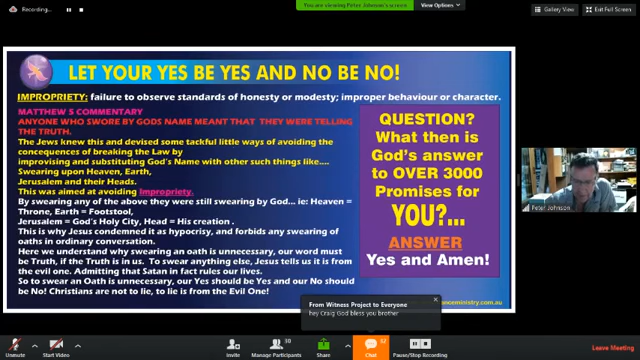 Recording...
You are viewing Peter Johnson's screen
View Options
Gallery View
Exit Full Screen
LET YOUR YES BE YES AND NO BE NO!
IMPROPRIETY: failure to observe standards of honesty or modesty; improper behaviour or character.
MATTHEW 5 COMMENTARY
ANYONE WHO SWORE BY GODS NAME MEANT THAT THEY WERE TELLING
THE TRUTH.
The Jews knew this and devised some tackful little ways of avoiding the
concequences of breaking the Law by
improvising and substituting God's Name with other such things like....
Swearing upon Heaven, Earth,
Jerusalem and their Heads.
This was aimed at avoiding Impropriety.
By swearing any of the above they were still swearing by God... ie: Heaven =
Throne, Earth = Footstool,
Jerusalem = God's Holy City, Head = His creation .
This is why Jesus condemned it as hypocrisy, and forbids any swearing of
oaths in ordinary conversation.
Here we understand why swearing an oath is unnecessary, our word must
be Truth, if the Truth is in us. To swear anything else, Jesus tells us it is from
the evil one. Admitting that Satan in fact rules our lives.
So to swear an Oath is unnecessary, our Yes should be Yes and our No should
be No! Christians are not to lie, to lie is from the Evil One!
QUESTION?
What then is
God's answer
to OVER 3000
Promises for
YOU?...
ANSWER
Yes and Amen!
Peter Johnson
From Witness Project to Everyone
hey Craig God bless you brother
Unmute
Start Video
Invite
38
Manage Participants
Share
Chat
Pause/Stop Recording
Leave Meeting